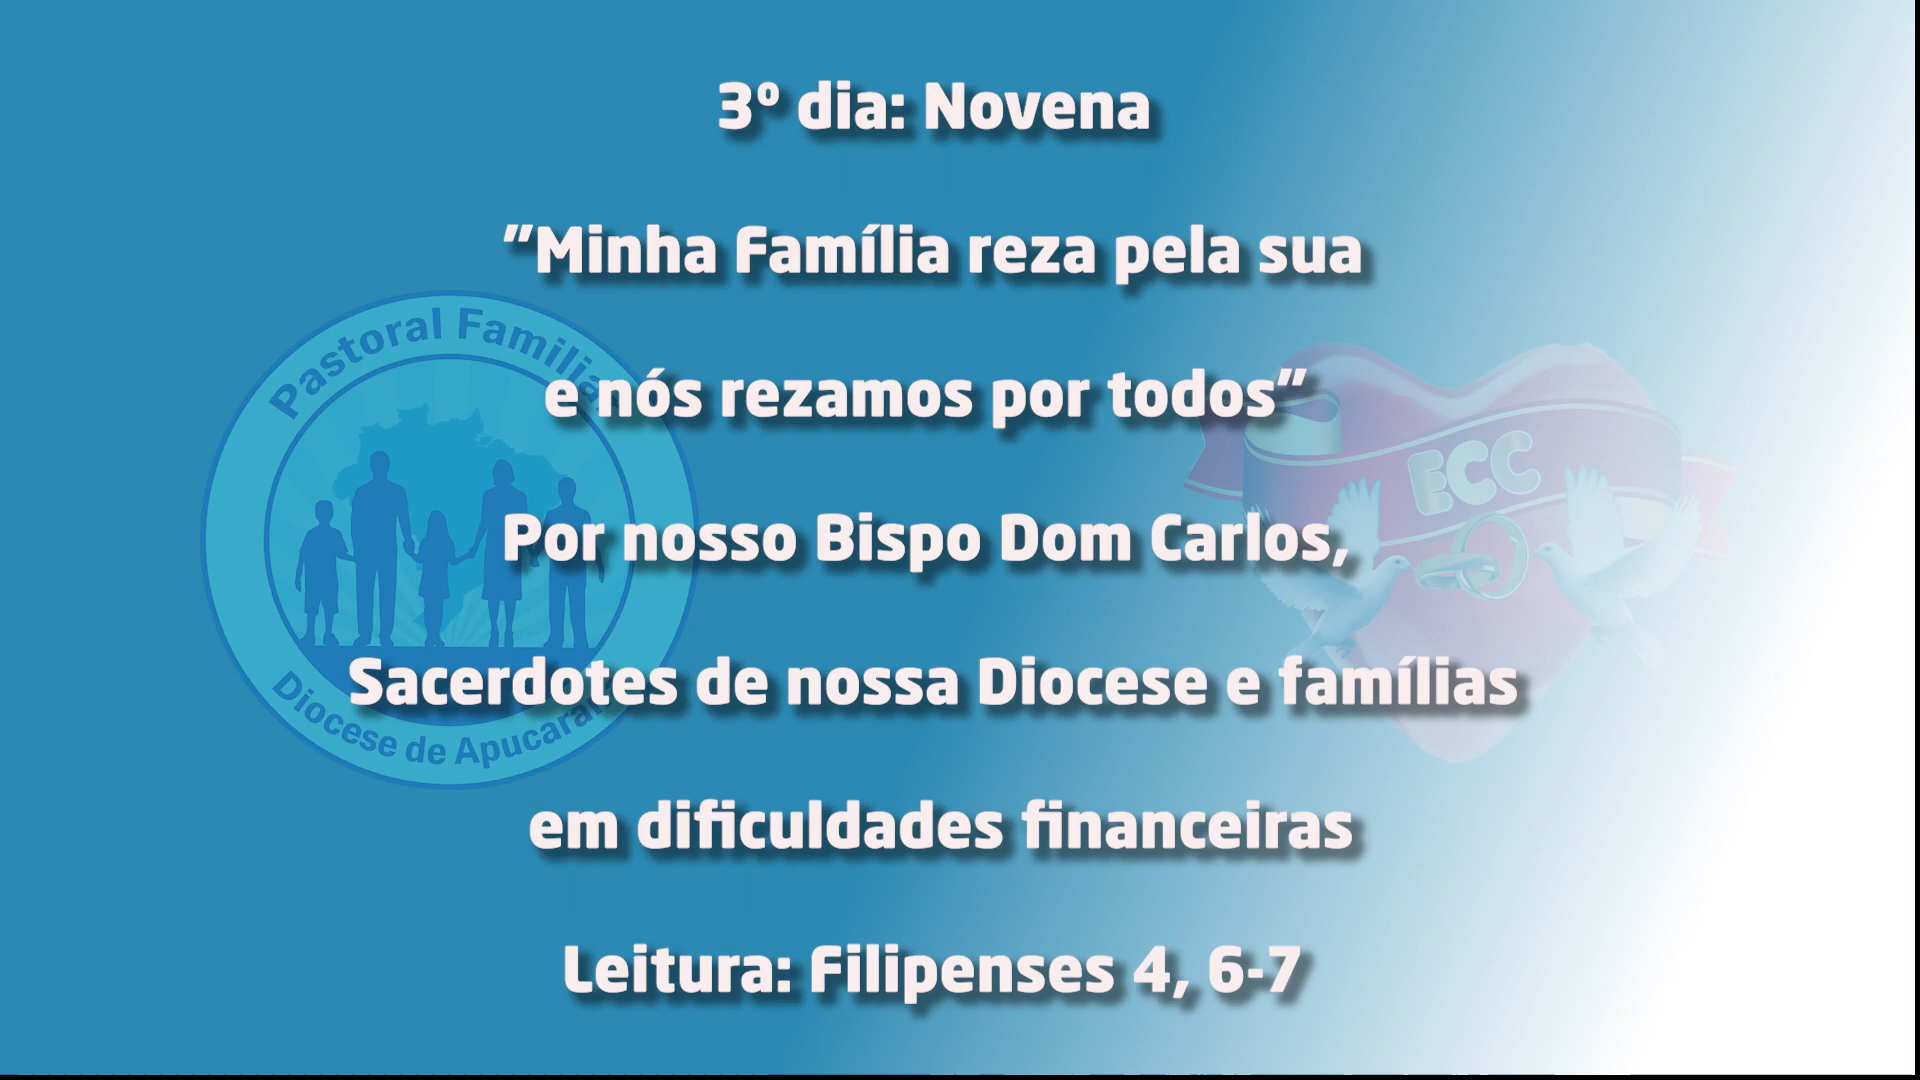 3º dia: Novena
"Minha Família reza pela sua
e nós rezamos por todos"
Por nosso Bispo Dom Carlos,
Sacerdotes de nossa Diocese e famílias
em dificuldades financeiras
Leitura: Filipenses 4, 6-7
Pastoral Familia
Diocese de Apucara
ECC